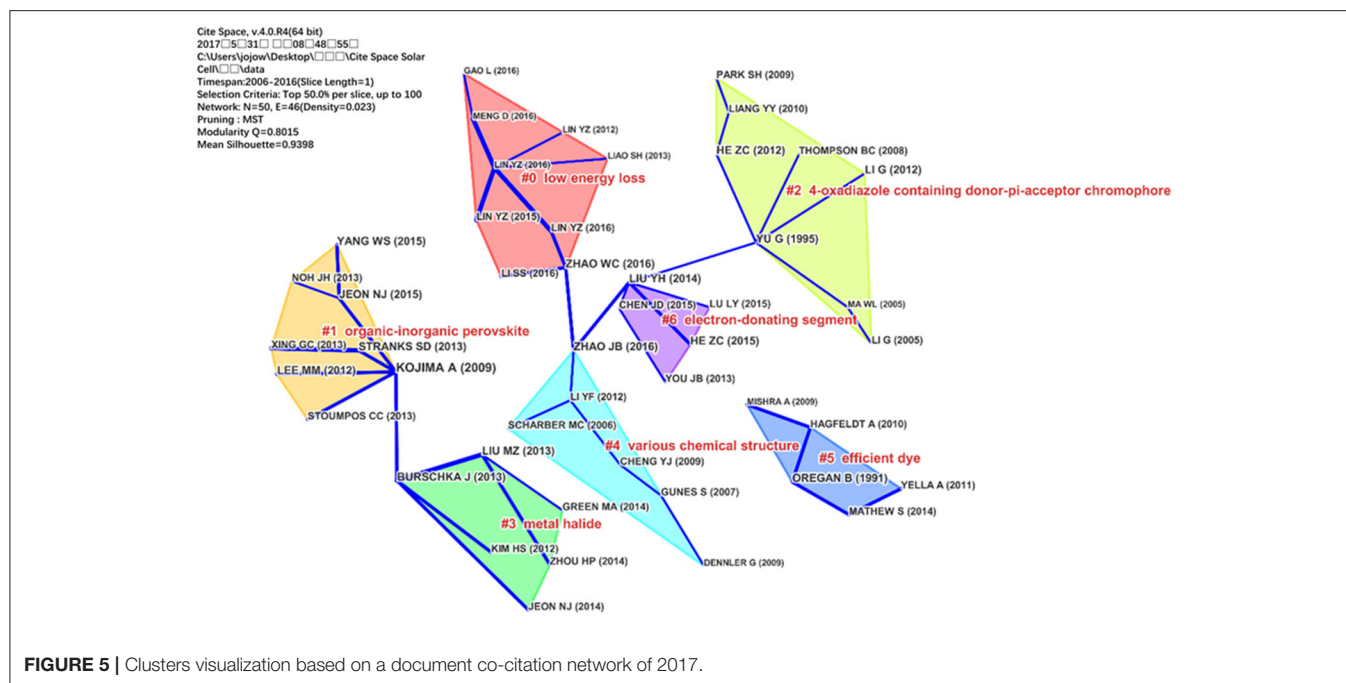 Cite Space, v.4.0.R4(64 bit)
2017□5□31□ □□08□48□55□
C:\Users\jojow\Desktop\□□□\Cite Space Solar
Cell\□□\data
Timespan:2006-2016(Slice Length=1)
Selection Criteria: Top 50.0% per slice, up to 100
Network: N=50, E=46(Density=0.023)
Pruning : MST
Modularity Q=0.8015
Mean Silhouette=0.9398
GAO L (2016)
MENG D (2016)
LIN YZ (2012)
LIAO SH (2013)
LIN YZ (2016)
#0 low energy loss
LIN YZ (2015)
LIN YZ (2016)
ZHAO WC (2016)
LI SS (2016)
PARK SH (2009)
LIANG YY (2010)
HE ZC (2012)
THOMPSON BC (2008)
LI G (2012)
#2 4-oxadiazole containing donor-pi-acceptor chromophore
YU G (1995)
MA WL (2005)
LI G (2005)
YANG WS (2015)
NOH JH (2013)
JEON NJ (2015)
#1 organic-inorganic perovskite
XING GC (2013)
STRANKS SD (2013)
LEE MM (2012)
KOJIMA A (2009)
STOUMPOS CC (2013)
LIU YH (2014)
CHEN JD (2015)
LU LY (2015)
#6 electron-donating segment
HE ZC (2015)
ZHAO JB (2016)
YOU JB (2013)
LI YF (2012)
SCHARBER MC (2006)
#4 various chemical structure
CHENG YJ (2009)
GUNES S (2007)
DENNLER G (2009)
MISHRA A (2009)
HAGFELDT A (2010)
#5 efficient dye
OREGAN B (1991)
YELLA A (2011)
MATHEW S (2014)
LIU MZ (2013)
BURSCHKA J (2013)
GREEN MA (2014)
#3 metal halide
KIM HS (2012)
ZHOU HP (2014)
JEON NJ (2014)
FIGURE 5 | Clusters visualization based on a document co-citation network of 2017.